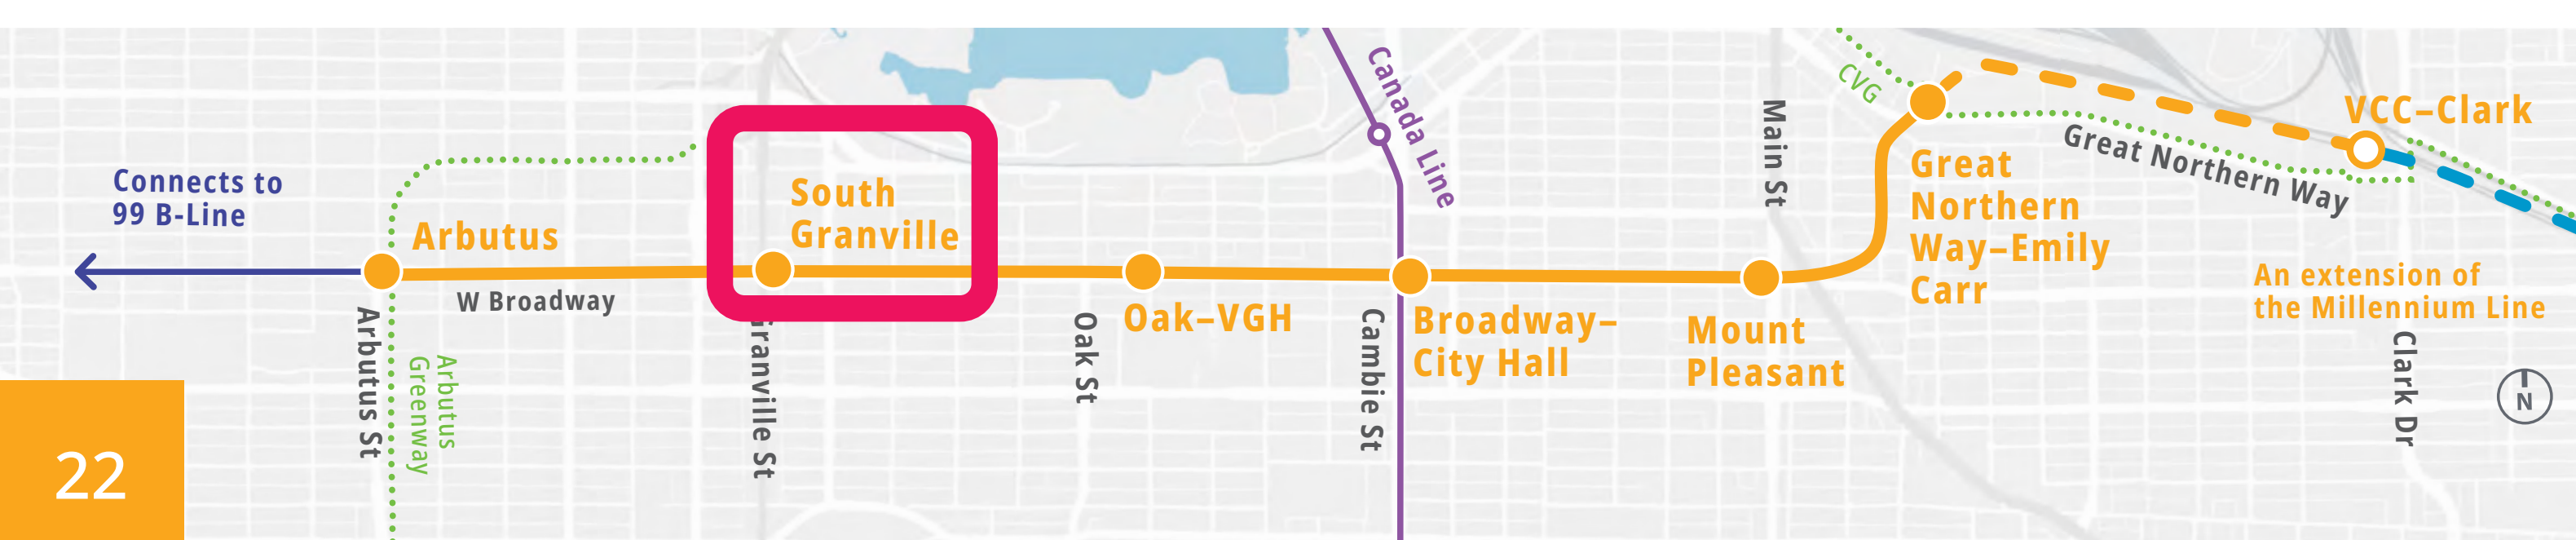 Canada Line
CVG
Main St
VCC–Clark
Great Northern Way
Great
Northern
Way–Emily
Carr
Connects to
99 B-Line
South
Granville
Arbutus
W Broadway
An extension of
the Millennium Line
Oak–VGH
Broadway–
City Hall
Mount
Pleasant
Arbutus St
Arbutus
Greenway
Granville St
Oak St
Cambie St
Clark Dr
N
22